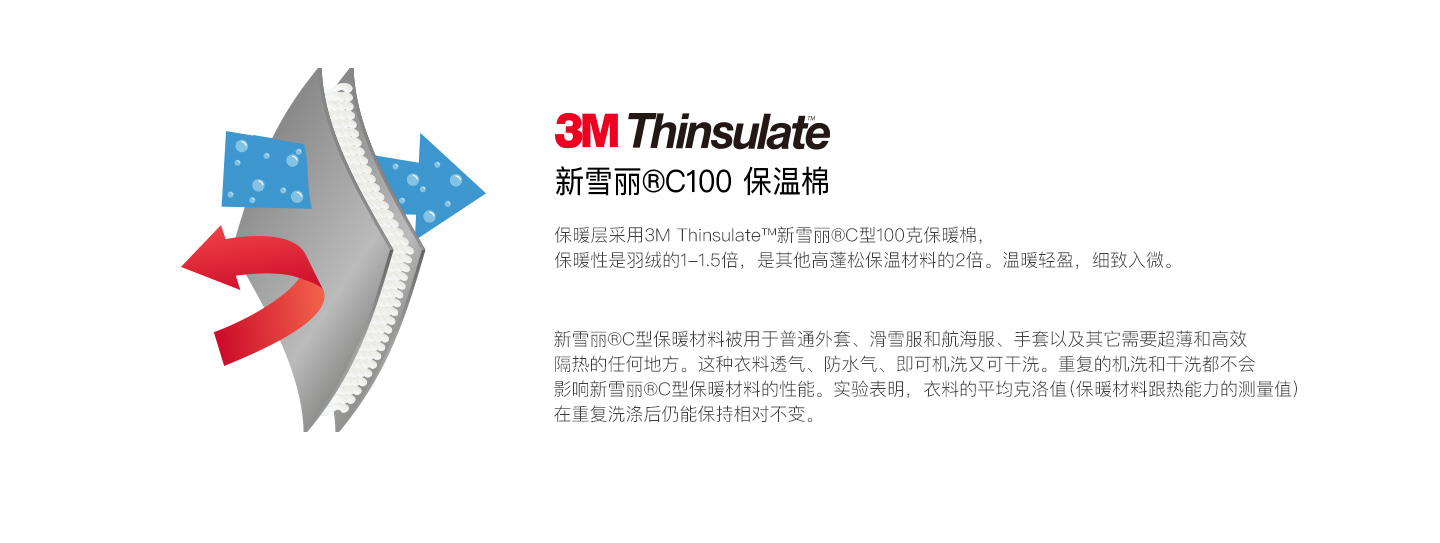 3M Thinsulate™
新雪丽®C100 保温棉
保暖层采用3M Thinsulate™新雪丽®C型100克保暖棉，
保暖性是羽绒的1-1.5倍，是其他高蓬松保温材料的2倍。温暖轻盈，细致入微。
新雪丽®C型保暖材料被用于普通外套、滑雪服和航海服、手套以及其它需要超薄和高效
隔热的任何地方。这种衣料透气、防水气、即可机洗又可干洗。重复的机洗和干洗都不会
影响新雪丽®C型保暖材料的性能。实验表明，衣料的平均克洛值(保暖材料跟热能力的测量值)
在重复洗涤后仍能保持相对不变。